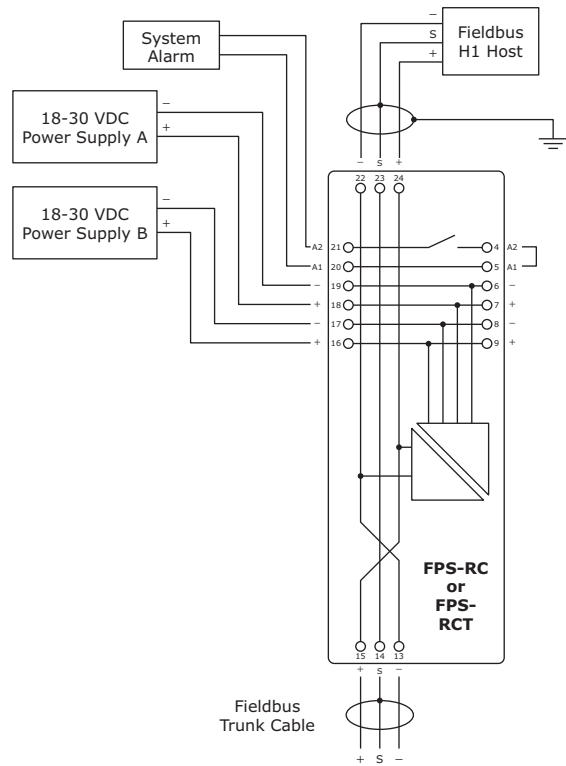 −
Fieldbus
H1 Host
S
+
System
Alarm
18-30 VDC
Power Supply A
−
+
18-30 VDC
Power Supply B
−
+
− S +
22 23 24
A2 21 4 A2
A1 20 5 A1
− 19 6 −
+ 18 7 +
− 17 8 −
+ 16 9 +
FPS-RC
or
FPS-
RCT
15 14 13
+ S −
Fieldbus
Trunk Cable
+ S −